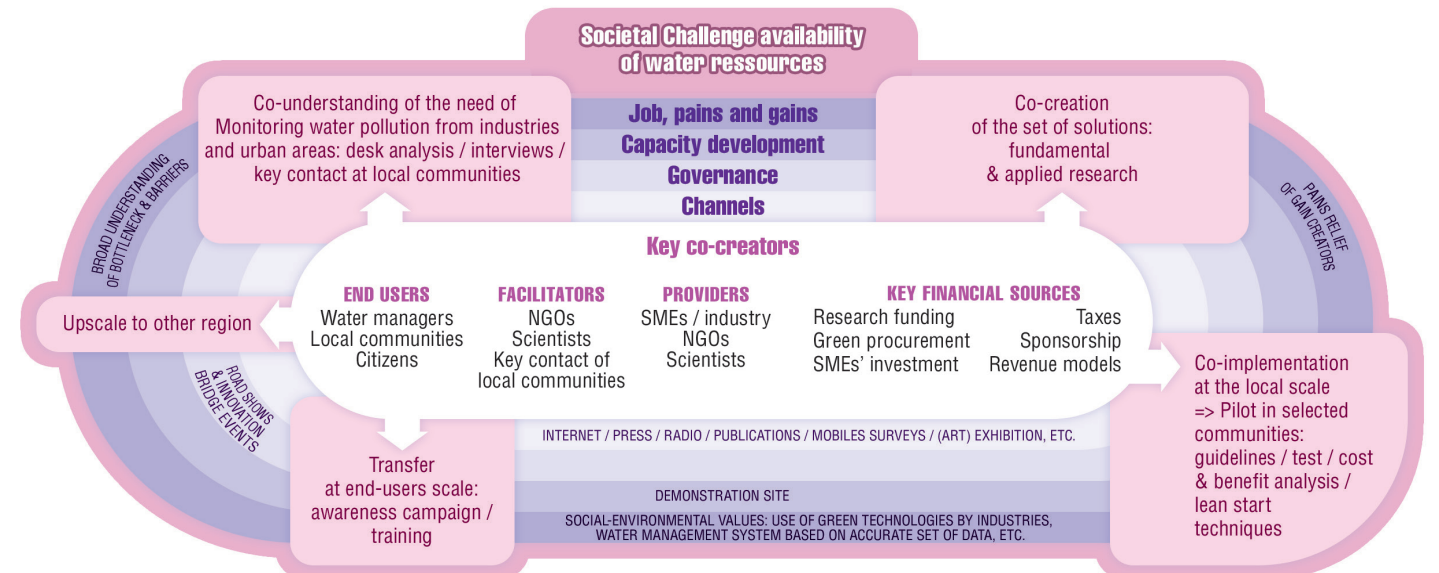 Societal Challenge availability
of water ressources
Co-understanding of the need of
Monitoring water pollution from industries
and urban areas: desk analysis / interviews /
key contact at local communities
Job, pains and gains
Capacity development
Governance
Channels
Co-creation
of the set of solutions:
fundamental
& applied research
BROAD UNDERSTANDING
OF BOTTLENECK & BARRIERS
PAINS RELIEF
OF GAIN CREATORS
Key co-creators
END USERS
Water managers
Local communities
Citizens
FACILITATORS
NGOs
Scientists
Key contact of
local communities
PROVIDERS
SMEs / industry
NGOs
Scientists
KEY FINANCIAL SOURCES
Research funding
Green procurement
SMEs' investment
Taxes
Sponsorship
Revenue models
Upscale to other region
ROAD SHOWS
& INNOVATION
BRIDGE EVENTS
Transfer
at end-users scale:
awareness campaign /
training
INTERNET / PRESS / RADIO / PUBLICATIONS / MOBILES SURVEYS / (ART) EXHIBITION, ETC.
DEMONSTRATION SITE
SOCIAL-ENVIRONMENTAL VALUES: USE OF GREEN TECHNOLOGIES BY INDUSTRIES,
WATER MANAGEMENT SYSTEM BASED ON ACCURATE SET OF DATA, ETC.
Co-implementation
at the local scale
=> Pilot in selected
communities:
guidelines / test / cost
& benefit analysis /
lean start
techniques